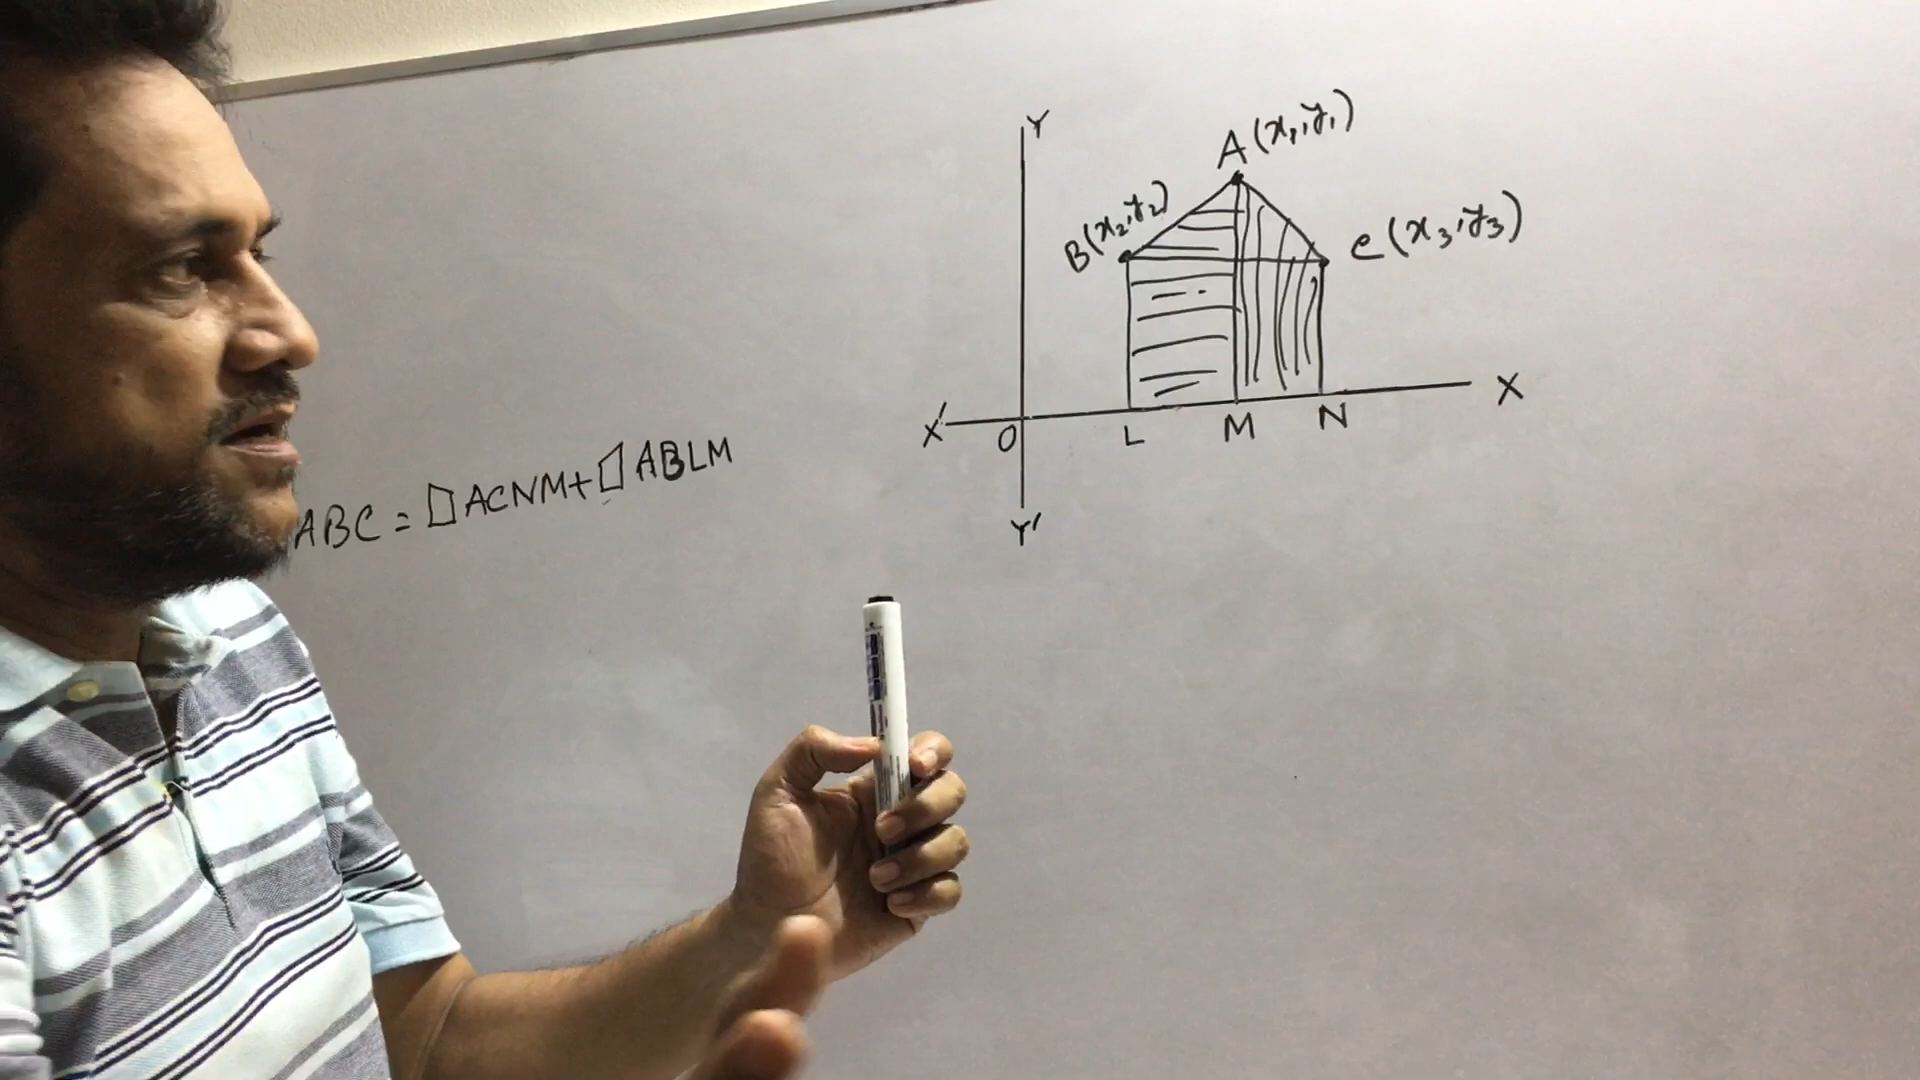 Y
A(x₁,y₁)
B(x₂,y₂)
C(x₃,y₃)
X'
O
L
M
N
X
Y'
ABC = ▯ACNM+▯ABLM